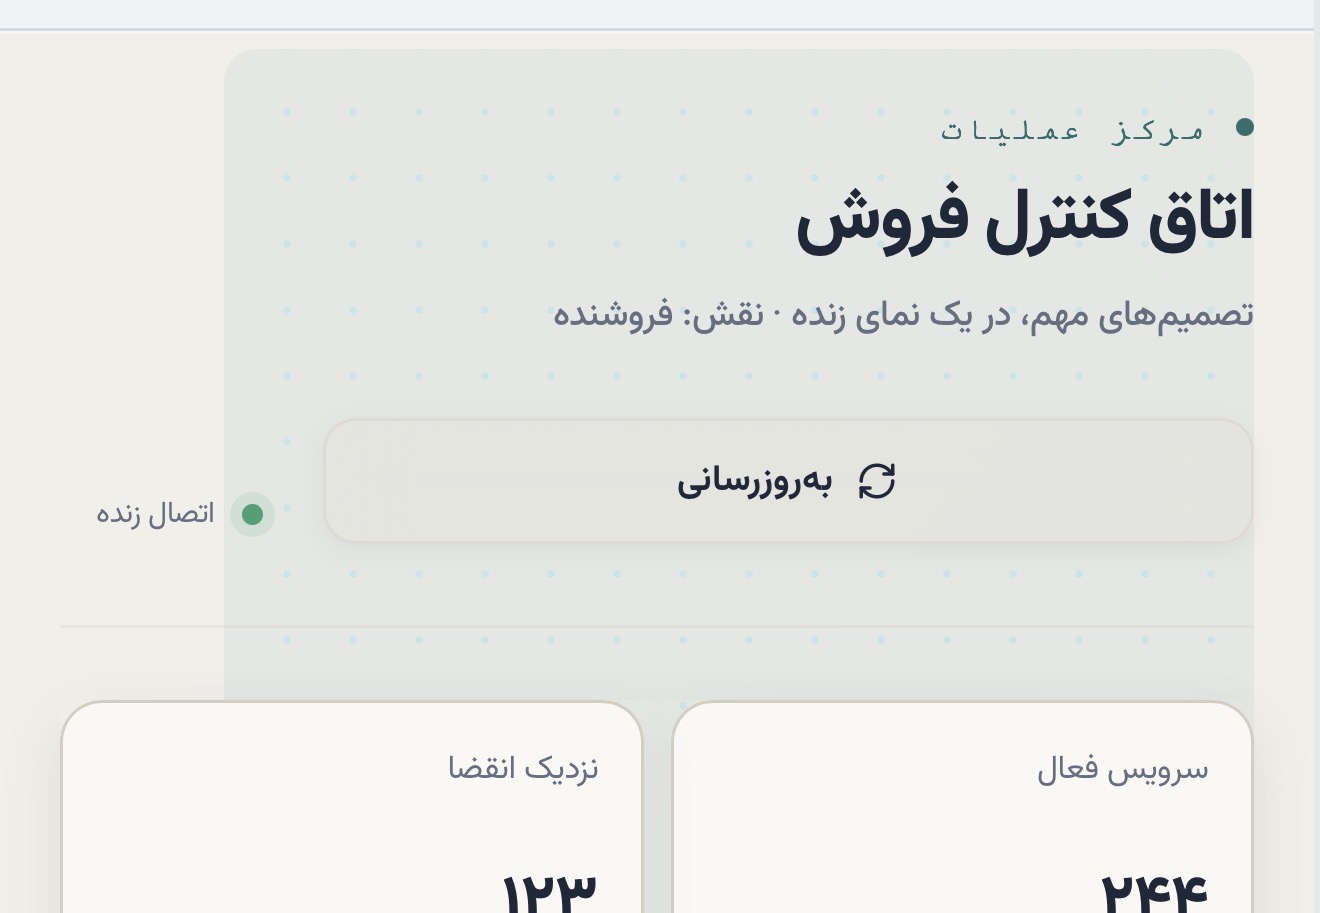 مرکز عملیات
اتاق کنترل فروش
تصمیم‌های مهم، در یک نمای زنده · نقش: فروشنده
به‌روزرسانی
اتصال زنده
سرویس فعال
۲۴۴
نزدیک انقضا
۱۲۳